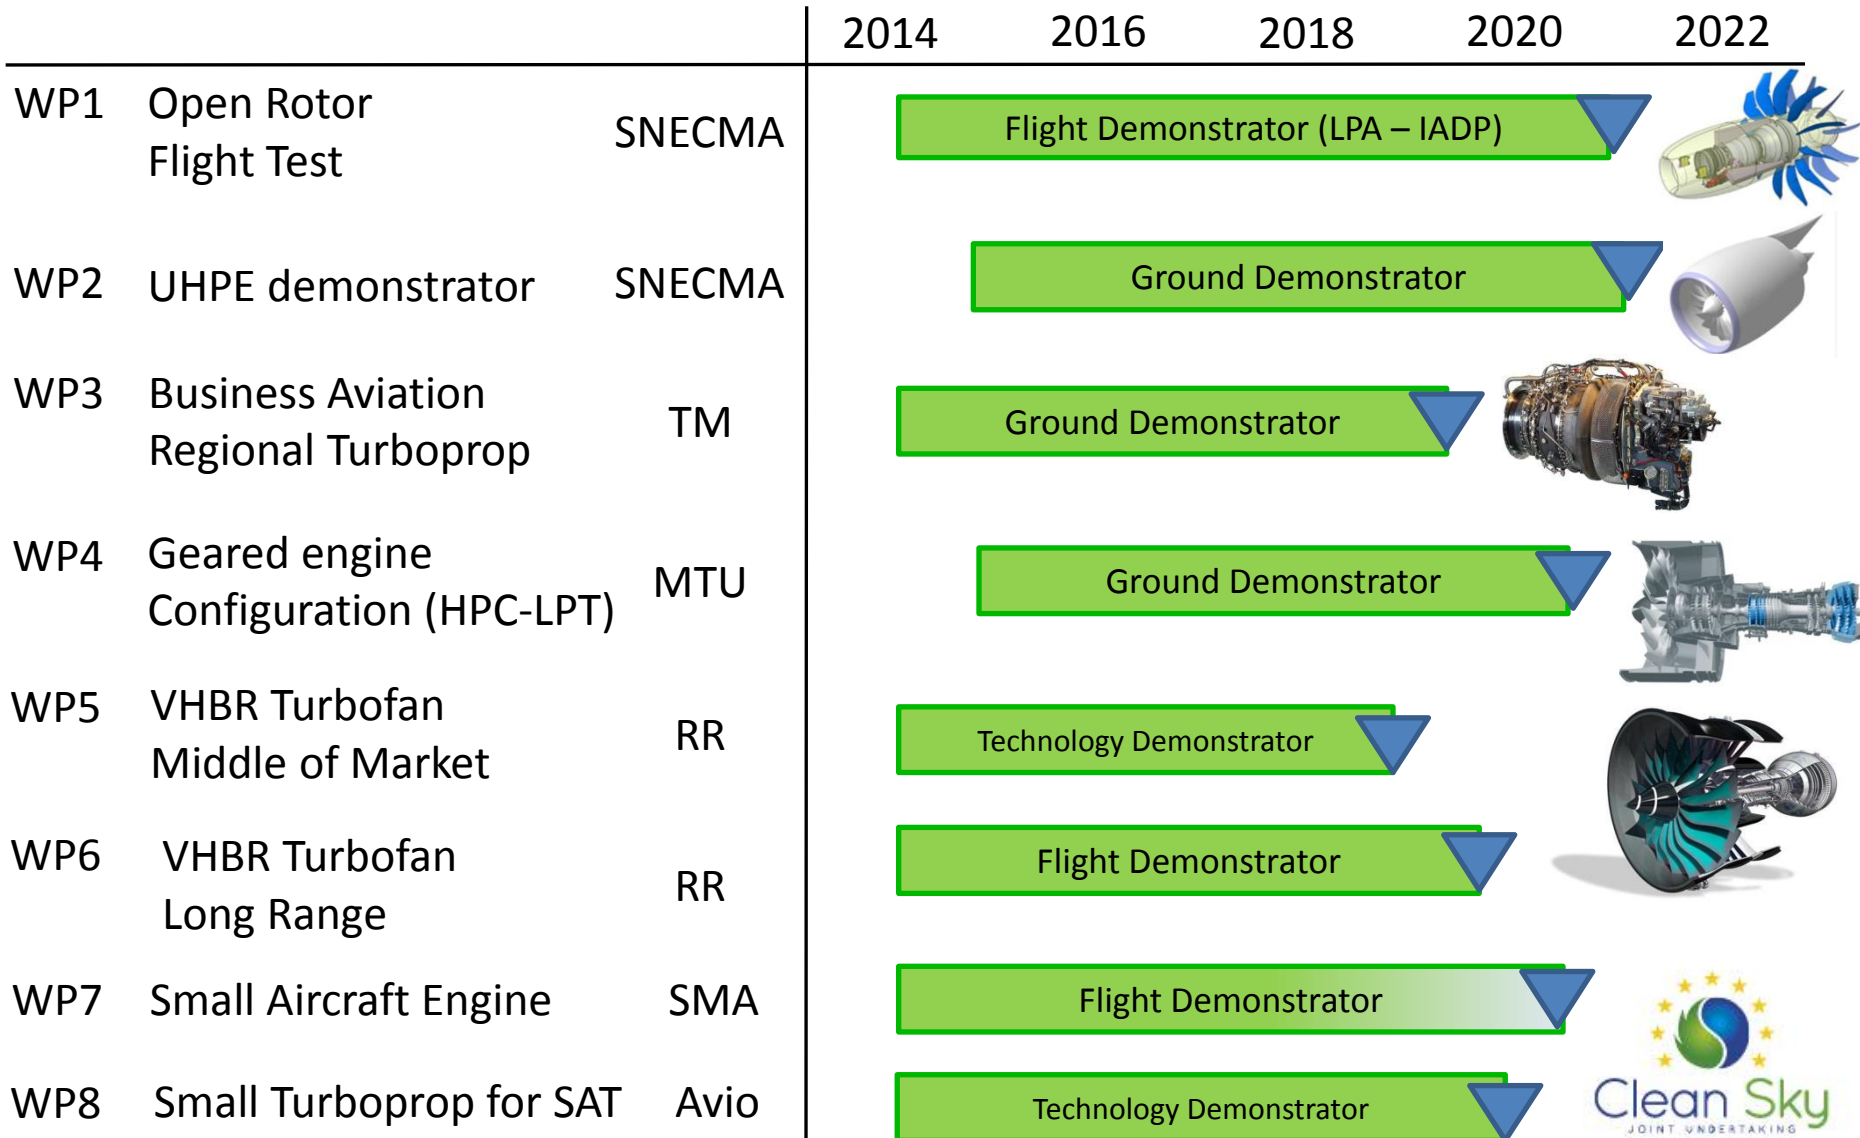 2014 2016 2018 2020 2022
WP1 Open Rotor
Flight Test
SNECMA
Flight Demonstrator (LPA – IADP)
WP2 UHPE demonstrator SNECMA
Ground Demonstrator
WP3 Business Aviation
Regional Turboprop
TM
Ground Demonstrator
WP4 Geared engine
Configuration (HPC-LPT)
MTU
Ground Demonstrator
WP5 VHBR Turbofan
Middle of Market
RR
Technology Demonstrator
WP6 VHBR Turbofan
Long Range
RR
Flight Demonstrator
WP7 Small Aircraft Engine SMA
Flight Demonstrator
WP8 Small Turboprop for SAT Avio
Technology Demonstrator
Clean Sky
JOINT UNDERTAKING